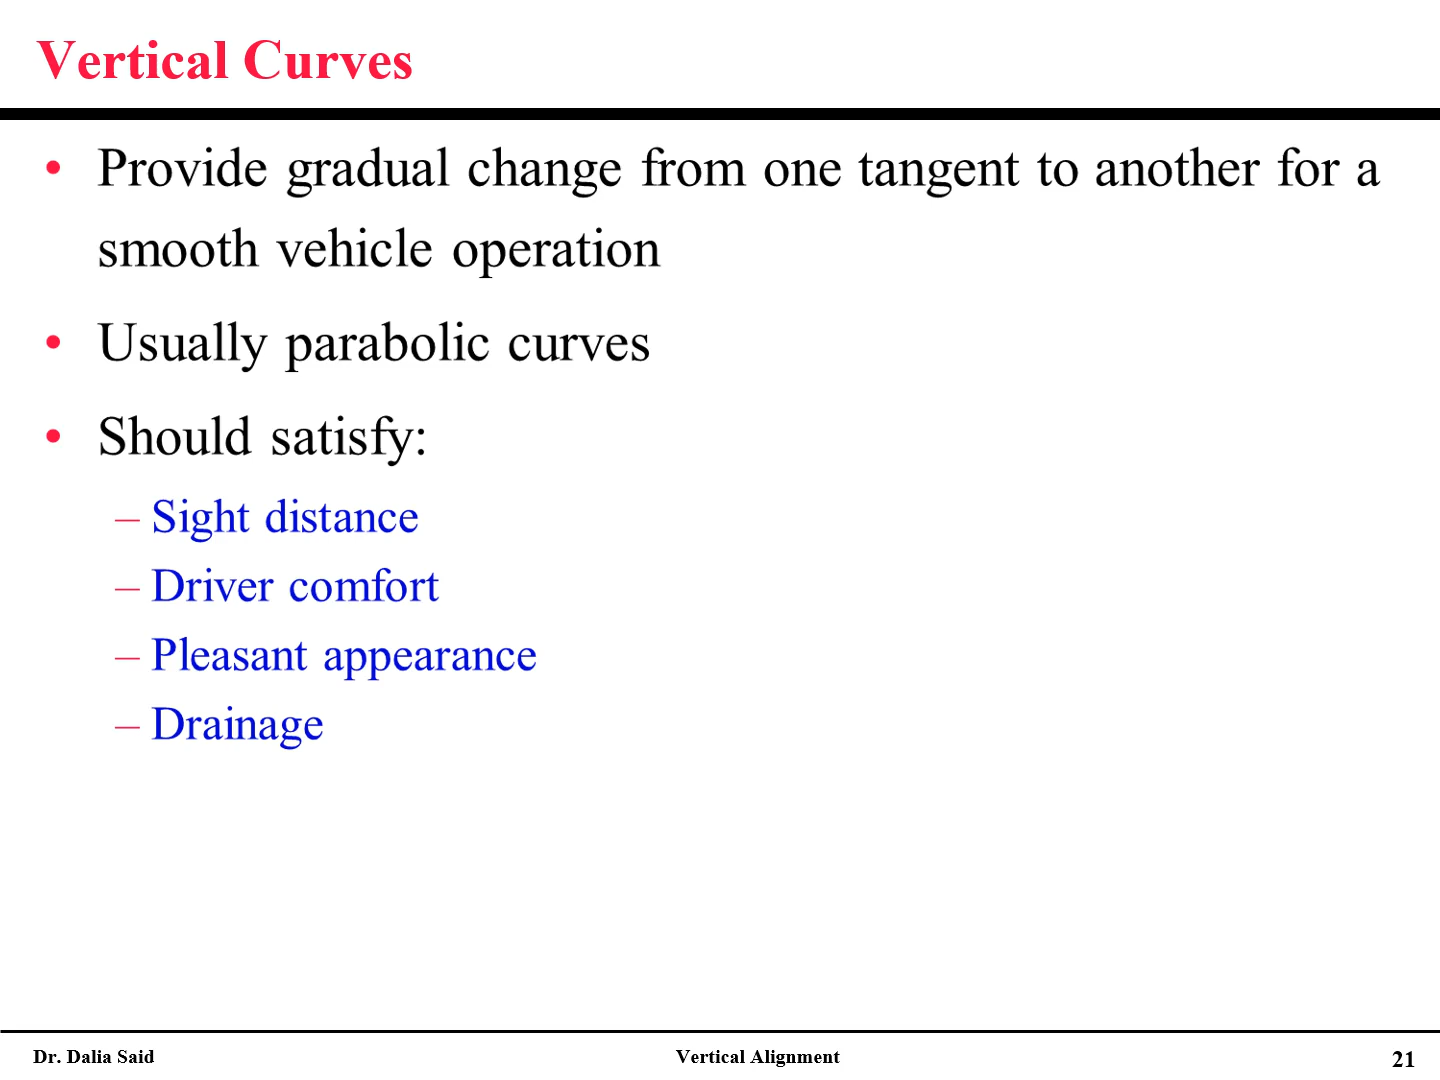 Vertical Curves
• Provide gradual change from one tangent to another for a
smooth vehicle operation
• Usually parabolic curves
• Should satisfy:
– Sight distance
– Driver comfort
– Pleasant appearance
– Drainage
Dr. Dalia Said
Vertical Alignment
21